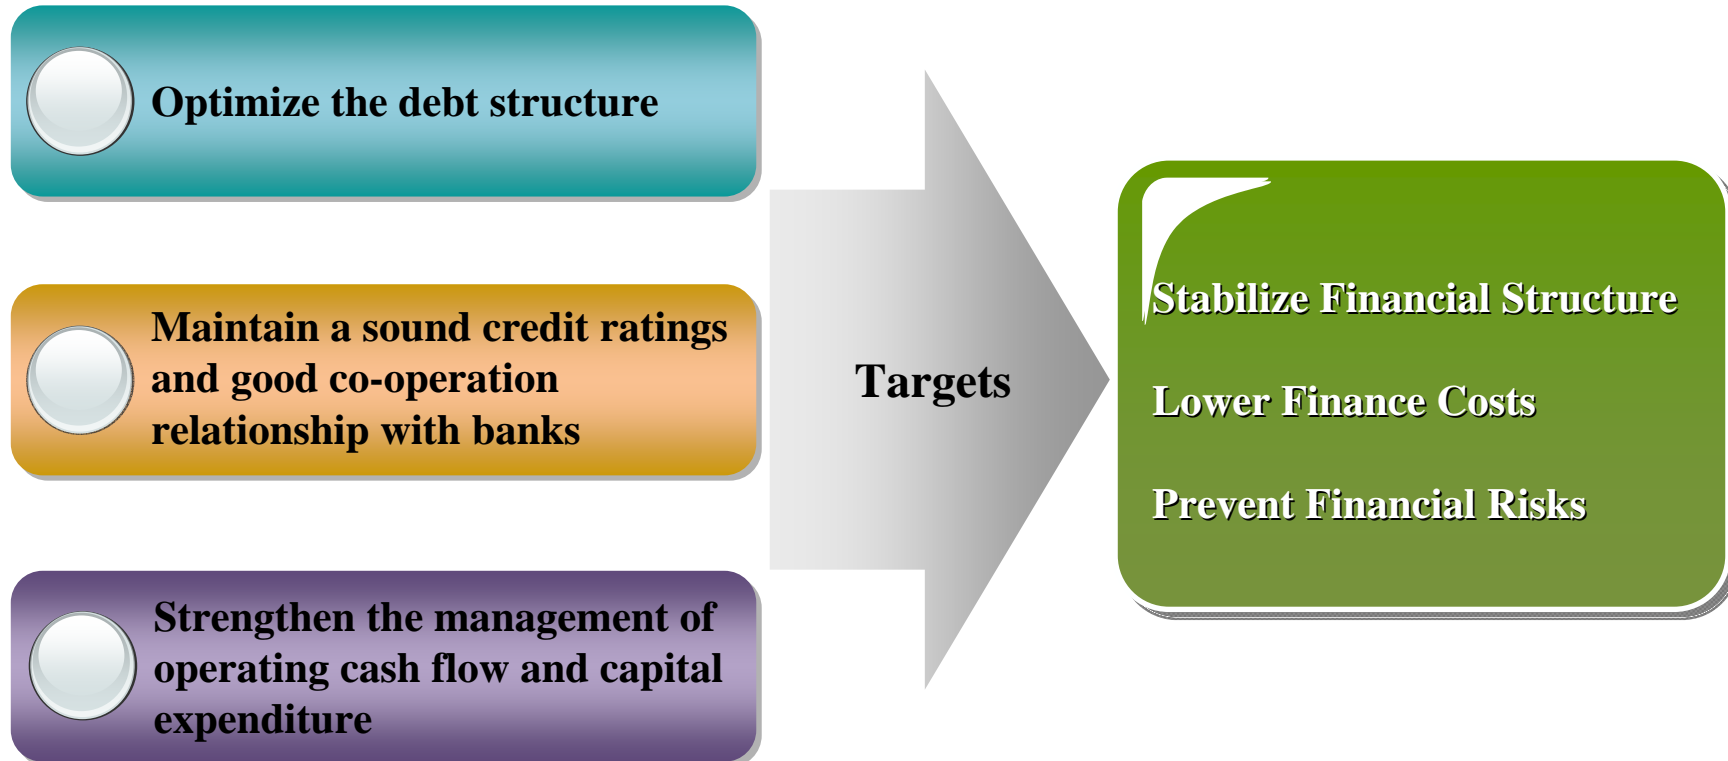 Optimize the debt structure
Maintain a sound credit ratings
and good co-operation
relationship with banks
Strengthen the management of
operating cash flow and capital
expenditure
Targets
Stabilize Financial Structure
Lower Finance Costs
Prevent Financial Risks